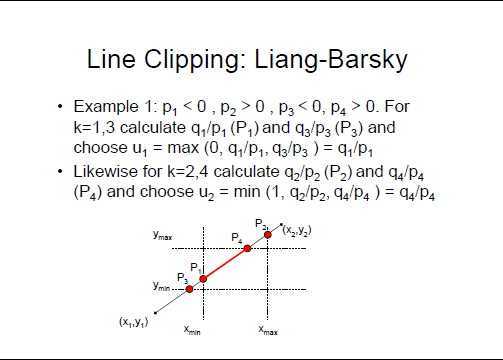 Line Clipping: Liang-Barsky
• Example 1: p₁ < 0 , p₂ > 0 , p₃ < 0, p₄ > 0. For
k=1,3 calculate q₁/p₁ (P₁) and q₃/p₃ (P₃) and
choose u₁ = max (0, q₁/p₁, q₃/p₃ ) = q₁/p₁
• Likewise for k=2,4 calculate q₂/p₂ (P₂) and q₄/p₄
(P₄) and choose u₂ = min (1, q₂/p₂, q₄/p₄ ) = q₄/p₄
P₂ (x₂,y₂)
yₘₐₓ P₄
P₁
P₃
yₘᵢₙ
(x₁,y₁)
xₘᵢₙ xₘₐₓ